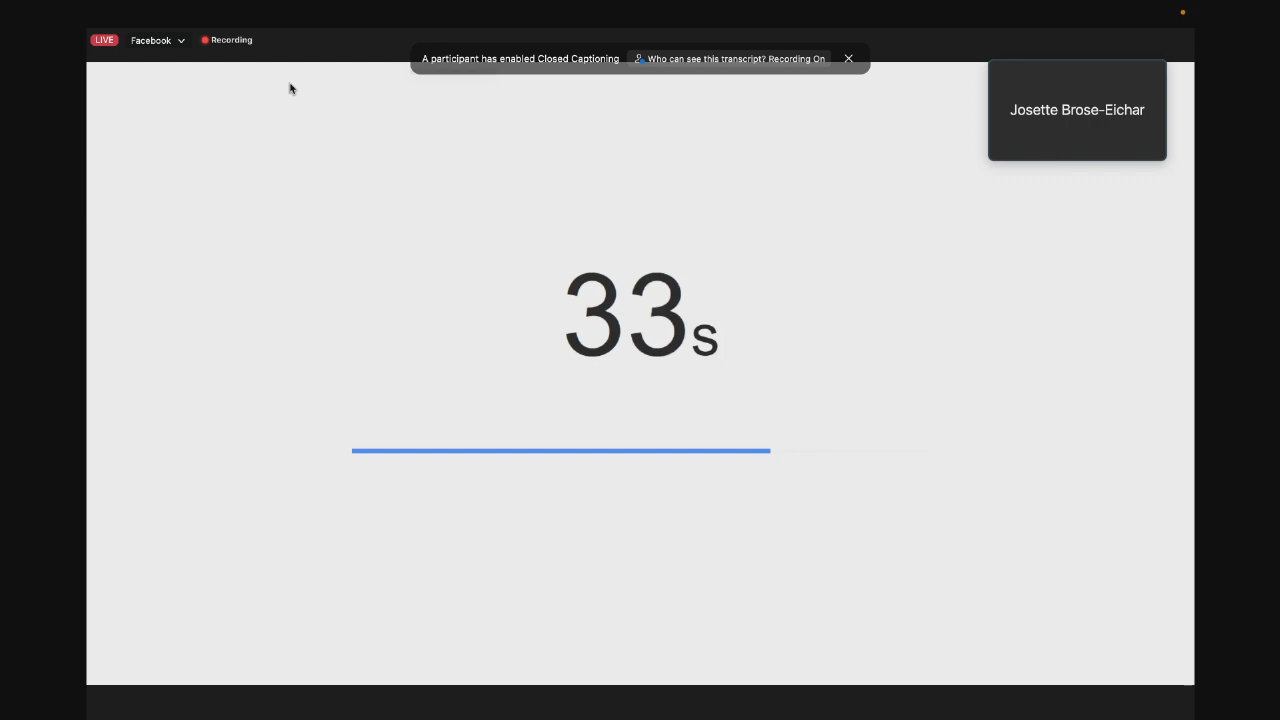 LIVE Facebook Recording
A participant has enabled Closed Captioning Who can see this transcript? Recording On
Josette Brose-Eichar
33s